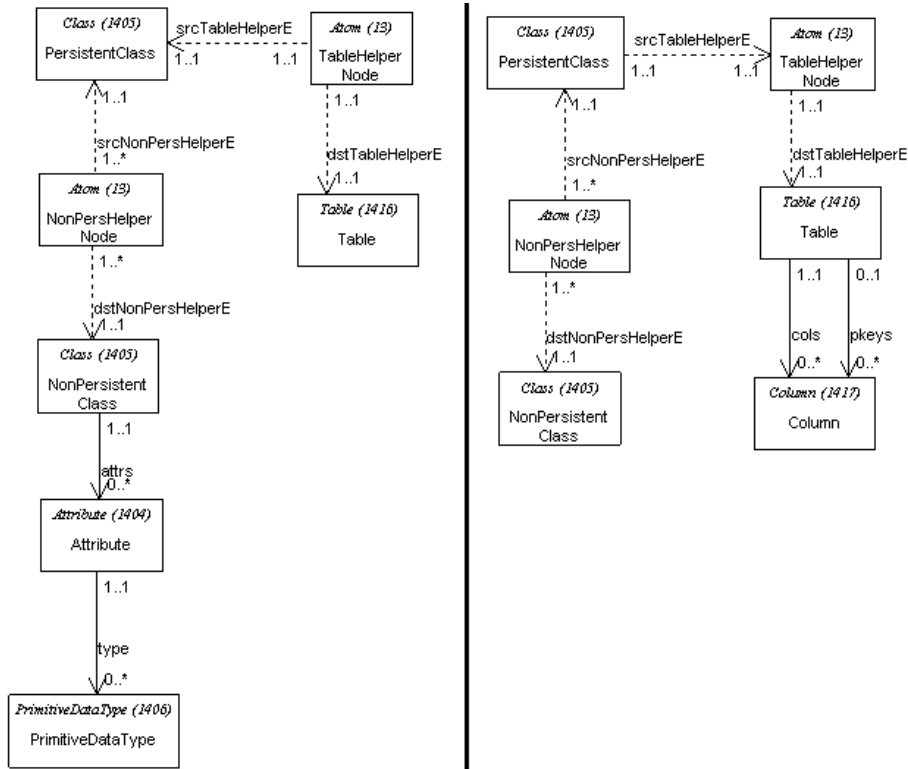 Class (1405)
PersistentClass
srcTableHelperE
1..1
1..1
Atom (13)
TableHelper
Node
1..1
1..1
srcNonPersHelperE
1..*
dstTableHelperE
1..1
Atom (13)
NonPersHelper
Node
1..*
Table (1416)
Table
dstNonPersHelperE
1..1
Class (1405)
NonPersistent
Class
1..1
attrs
0..*
Attribute (1404)
Attribute
1..1
type
0..*
PrimitiveDataType (1406)
PrimitiveDataType
Class (1405)
PersistentClass
srcTableHelperE
1..1
1..1
Atom (13)
TableHelper
Node
1..1
1..1
srcNonPersHelperE
1..*
dstTableHelperE
1..1
Atom (13)
NonPersHelper
Node
1..*
Table (1416)
Table
1..1
0..1
dstNonPersHelperE
1..1
cols
pkeys
0..*
0..*
Class (1405)
NonPersistent
Class
Column (1417)
Column